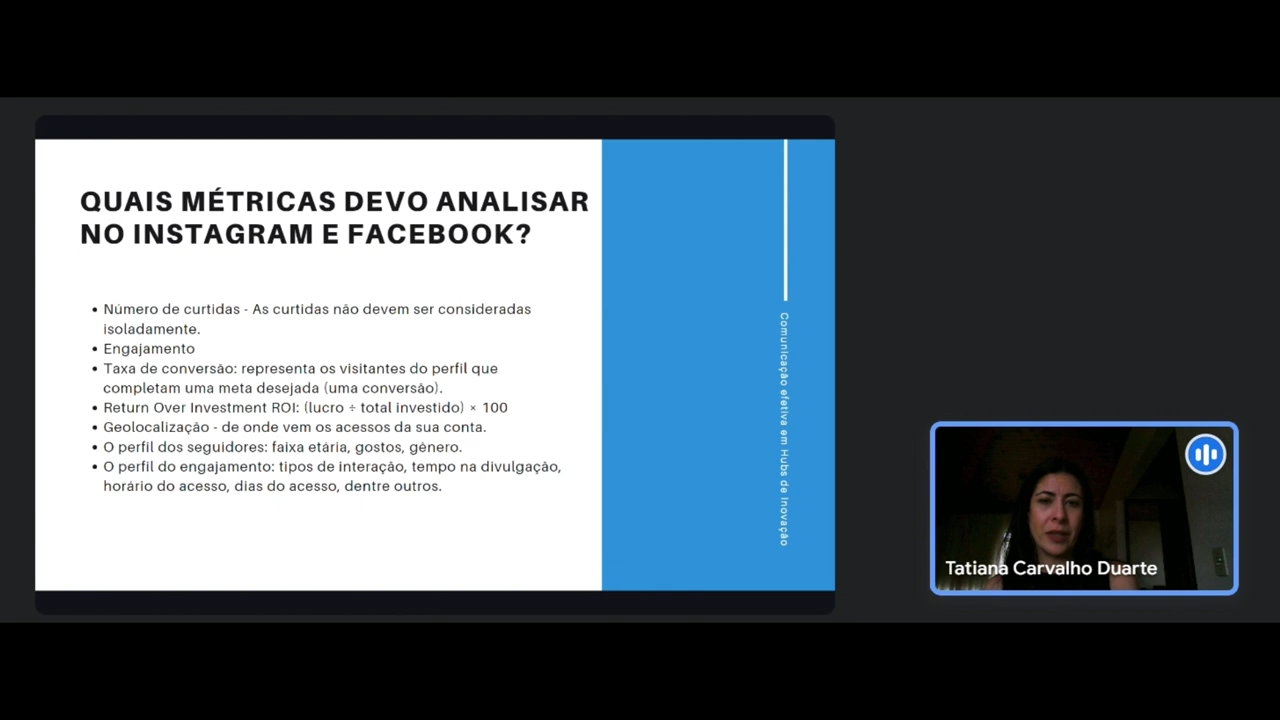 QUAIS MÉTRICAS DEVO ANALISAR
NO INSTAGRAM E FACEBOOK?
• Número de curtidas - As curtidas não devem ser consideradas
isoladamente.
• Engajamento
• Taxa de conversão: representa os visitantes do perfil que
completam uma meta desejada (uma conversão).
• Return Over Investment ROI: (lucro ÷ total investido) × 100
• Geolocalização - de onde vem os acessos da sua conta.
• O perfil dos seguidores: faixa etária, gostos, gênero.
• O perfil do engajamento: tipos de interação, tempo na divulgação,
horário do acesso, dias do acesso, dentre outros.
Comunicação efetiva em Hubs de Inovação
Tatiana Carvalho Duarte